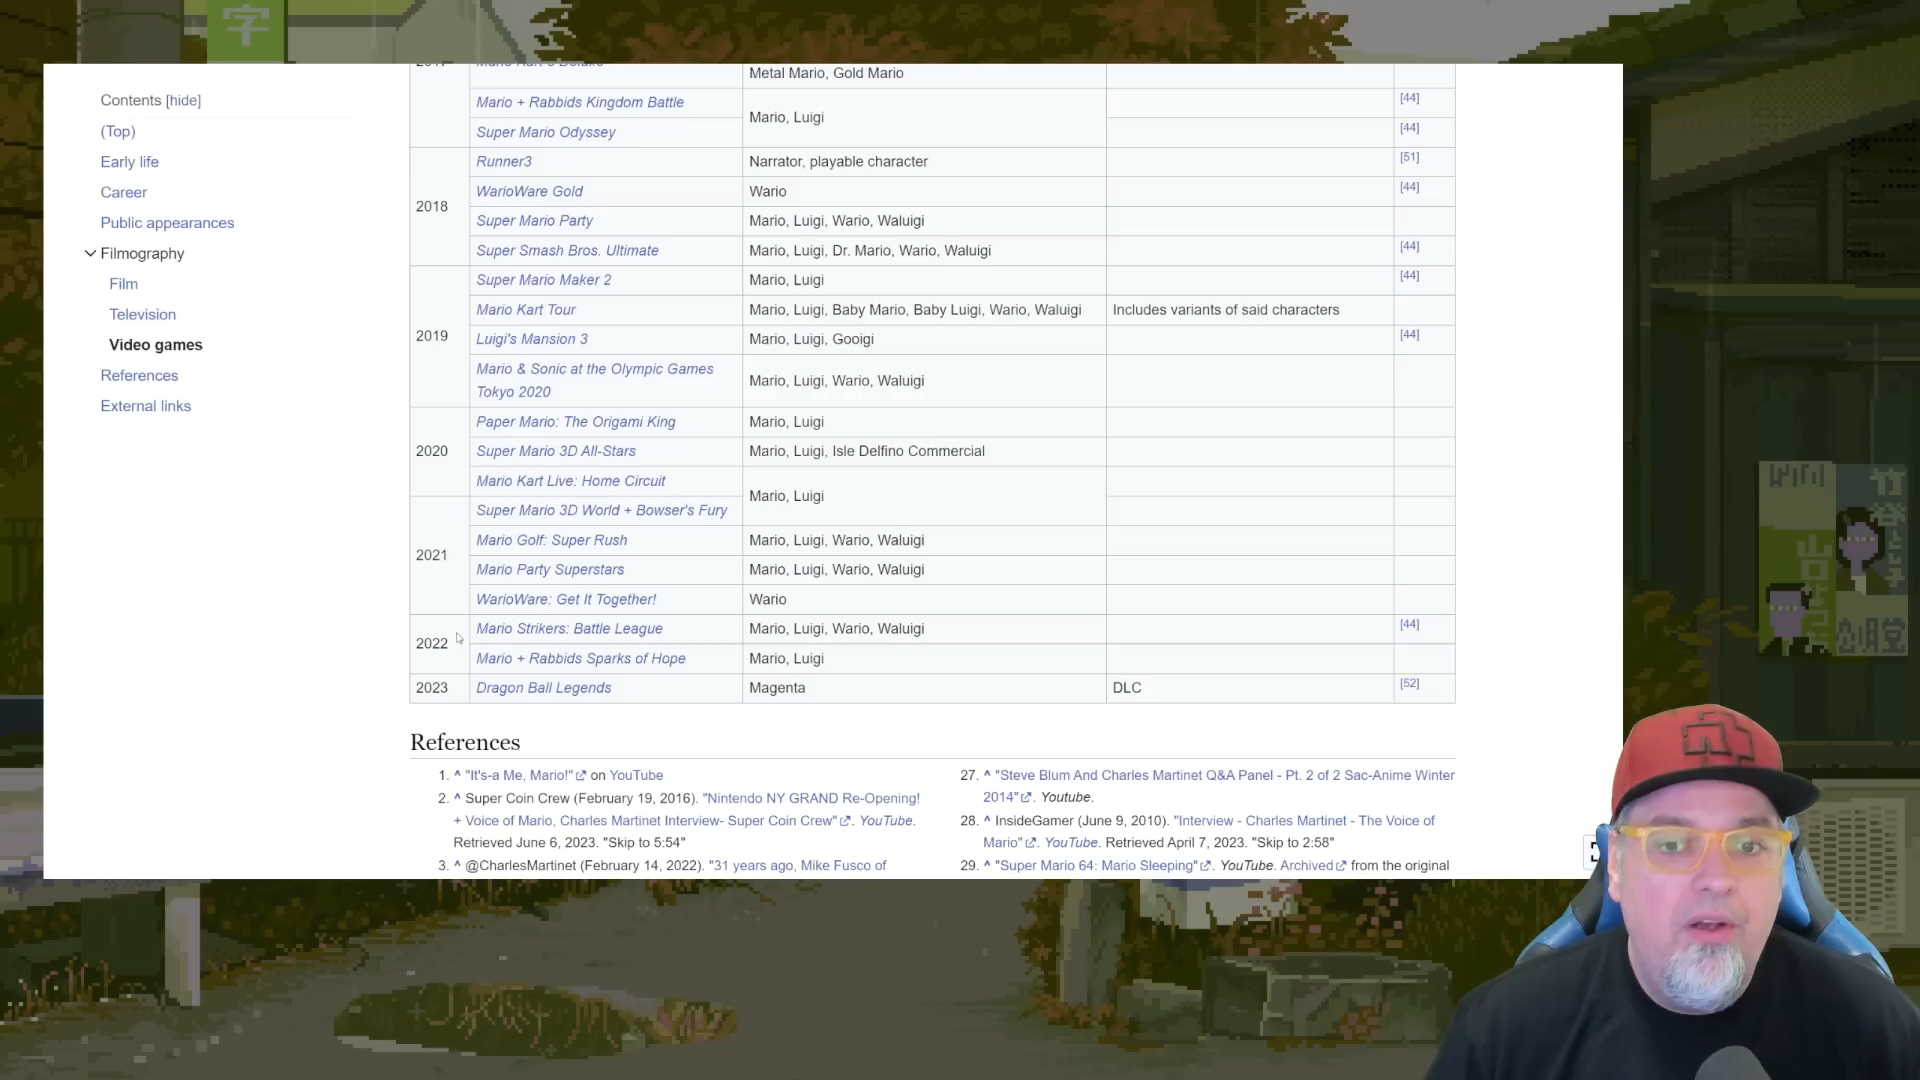 字
Contents [hide]
(Top)
Early life
Career
Public appearances
Filmography
Film
Television
Video games
References
External links
2017 Mario Kart 8 Deluxe Metal Mario, Gold Mario
Mario + Rabbids Kingdom Battle Mario, Luigi [44]
Super Mario Odyssey [44]
2018 Runner3 Narrator, playable character [51]
WarioWare Gold Wario [44]
Super Mario Party Mario, Luigi, Wario, Waluigi
Super Smash Bros. Ultimate Mario, Luigi, Dr. Mario, Wario, Waluigi [44]
2019 Super Mario Maker 2 Mario, Luigi [44]
Mario Kart Tour Mario, Luigi, Baby Mario, Baby Luigi, Wario, Waluigi Includes variants of said characters
Luigi's Mansion 3 Mario, Luigi, Gooigi [44]
Mario & Sonic at the Olympic Games
Tokyo 2020 Mario, Luigi, Wario, Waluigi
2020 Paper Mario: The Origami King Mario, Luigi
Super Mario 3D All-Stars Mario, Luigi, Isle Delfino Commercial
Mario Kart Live: Home Circuit Mario, Luigi
2021 Super Mario 3D World + Bowser's Fury
Mario Golf: Super Rush Mario, Luigi, Wario, Waluigi
Mario Party Superstars Mario, Luigi, Wario, Waluigi
WarioWare: Get It Together! Wario
2022 Mario Strikers: Battle League Mario, Luigi, Wario, Waluigi [44]
Mario + Rabbids Sparks of Hope Mario, Luigi
2023 Dragon Ball Legends Magenta DLC [52]
References
1. ^ "It's-a Me, Mario!" on YouTube
2. ^ Super Coin Crew (February 19, 2016). "Nintendo NY GRAND Re-Opening!
+ Voice of Mario, Charles Martinet Interview- Super Coin Crew". YouTube.
Retrieved June 6, 2023. "Skip to 5:54"
3. ^ @CharlesMartinet (February 14, 2022). "31 years ago, Mike Fusco of
27. ^ "Steve Blum And Charles Martinet Q&A Panel - Pt. 2 of 2 Sac-Anime Winter
2014". Youtube.
28. ^ InsideGamer (June 9, 2010). "Interview - Charles Martinet - The Voice of
Mario". YouTube. Retrieved April 7, 2023. "Skip to 2:58"
29. ^ "Super Mario 64: Mario Sleeping". YouTube. Archived from the original